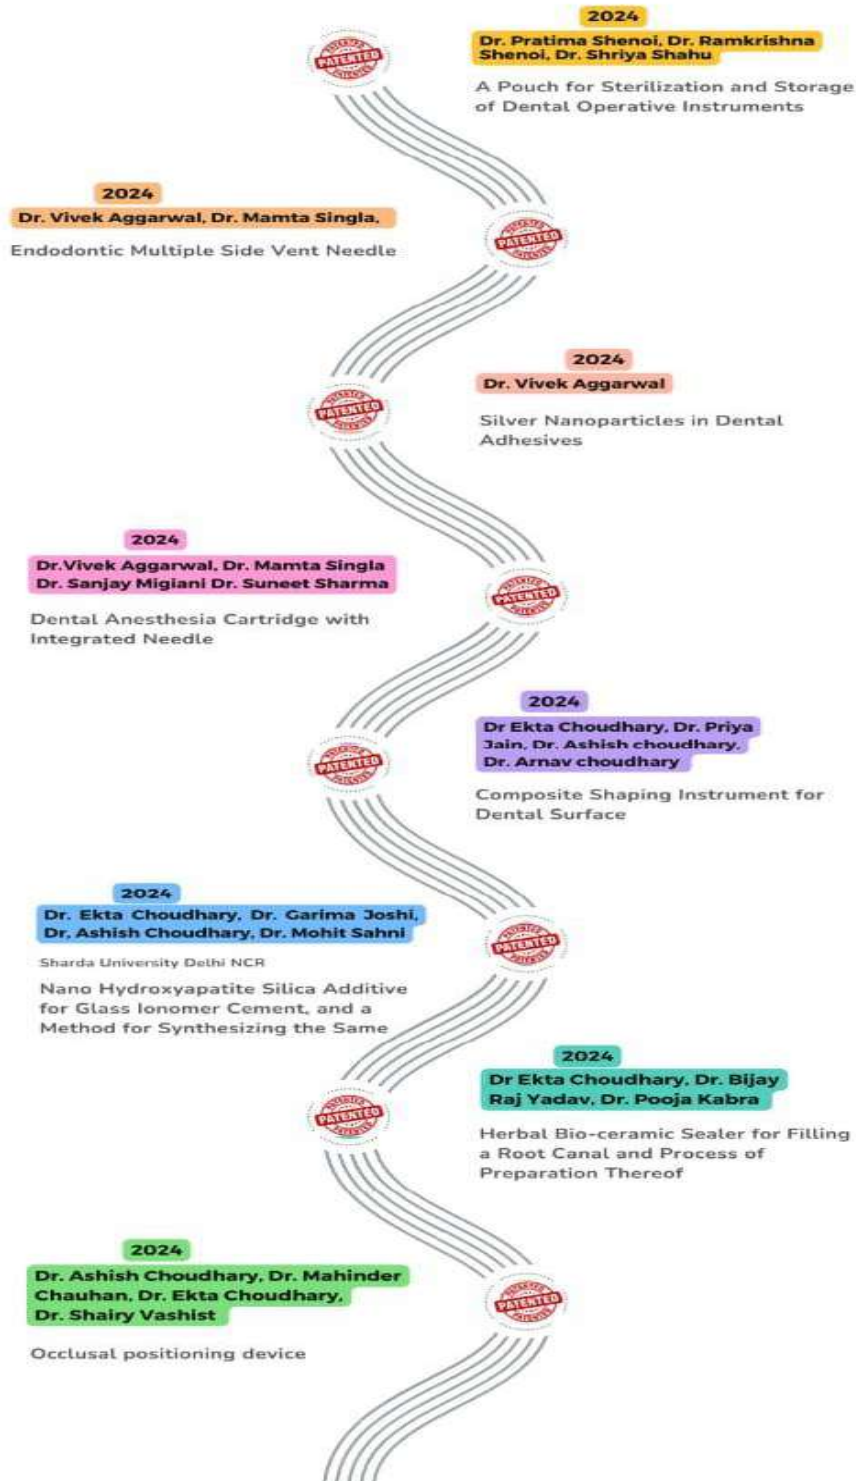 2024
Dr. Pratima Shenoi, Dr. Ramkrishna
Shenoi, Dr. Shriya Shahu
A Pouch for Sterilization and Storage
of Dental Operative Instruments
PATENTED
2024
Dr. Vivek Aggarwal, Dr. Mamta Singla,
Endodontic Multiple Side Vent Needle
PATENTED
2024
Dr. Vivek Aggarwal
Silver Nanoparticles in Dental
Adhesives
PATENTED
2024
Dr.Vivek Aggarwal, Dr. Mamta Singla
Dr. Sanjay Migiani Dr. Suneet Sharma
Dental Anesthesia Cartridge with
Integrated Needle
PATENTED
2024
Dr Ekta Choudhary, Dr. Priya
Jain, Dr. Ashish choudhary,
Dr. Arnav choudhary
Composite Shaping Instrument for
Dental Surface
PATENTED
2024
Dr. Ekta Choudhary, Dr. Garima Joshi,
Dr. Ashish Choudhary, Dr. Mohit Sahni
Sharda University Delhi NCR
Nano Hydroxyapatite Silica Additive
for Glass Ionomer Cement, and a
Method for Synthesizing the Same
PATENTED
2024
Dr Ekta Choudhary, Dr. Bijay
Raj Yadav, Dr. Pooja Kabra
Herbal Bio-ceramic Sealer for Filling
a Root Canal and Process of
Preparation Thereof
PATENTED
2024
Dr. Ashish Choudhary, Dr. Mahinder
Chauhan, Dr. Ekta Choudhary,
Dr. Shairy Vashist
Occlusal positioning device
PATENTED